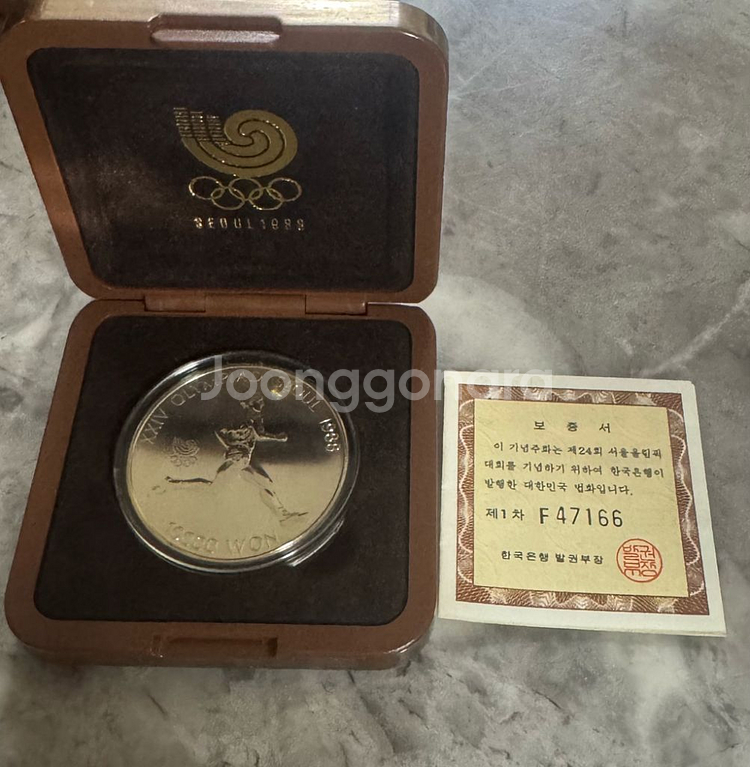 SEOUL 1988
Joonggonara
XXIV OLYMPIAD SEOUL 1988
10000 WON
보증서
이 기념주화는 제24회 서울올림픽
대회를 기념하기 위하여 한국은행이
발행한 대한민국 법화입니다.
제1차 F 47166
한국은행 발권부장